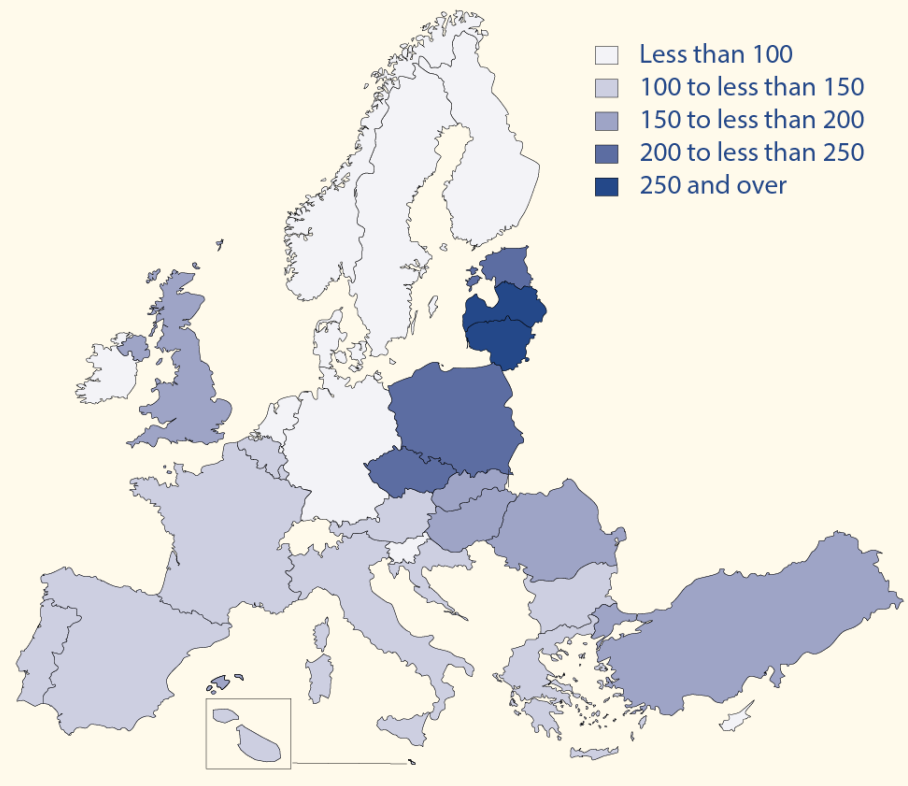 Less than 100
100 to less than 150
150 to less than 200
200 to less than 250
250 and over